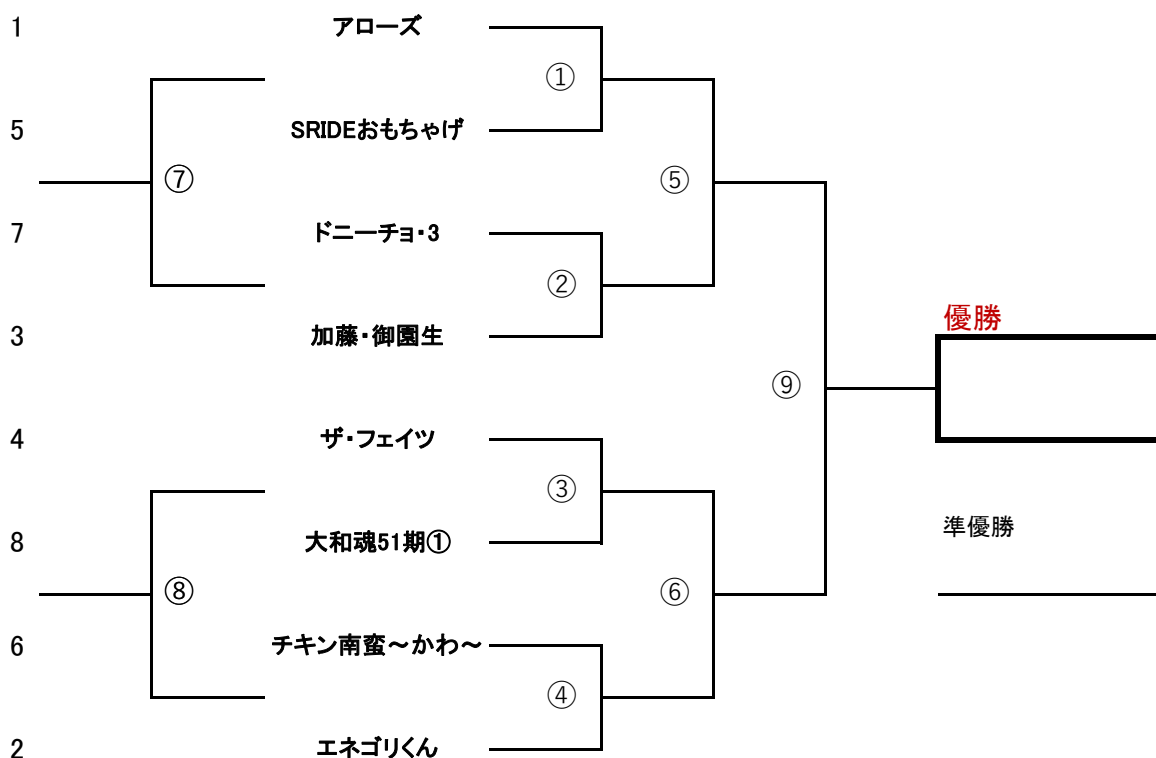 1 アローズ
①
5 SRIDEおもちゃげ
⑦ ⑤
7 ドニーチョ・3
②
3 加藤・御園生
優勝
⑨
4 ザ・フェイツ
③
8 大和魂51期①
準優勝
⑧ ⑥
6 チキン南蛮～かわ～
④
2 エネゴリくん